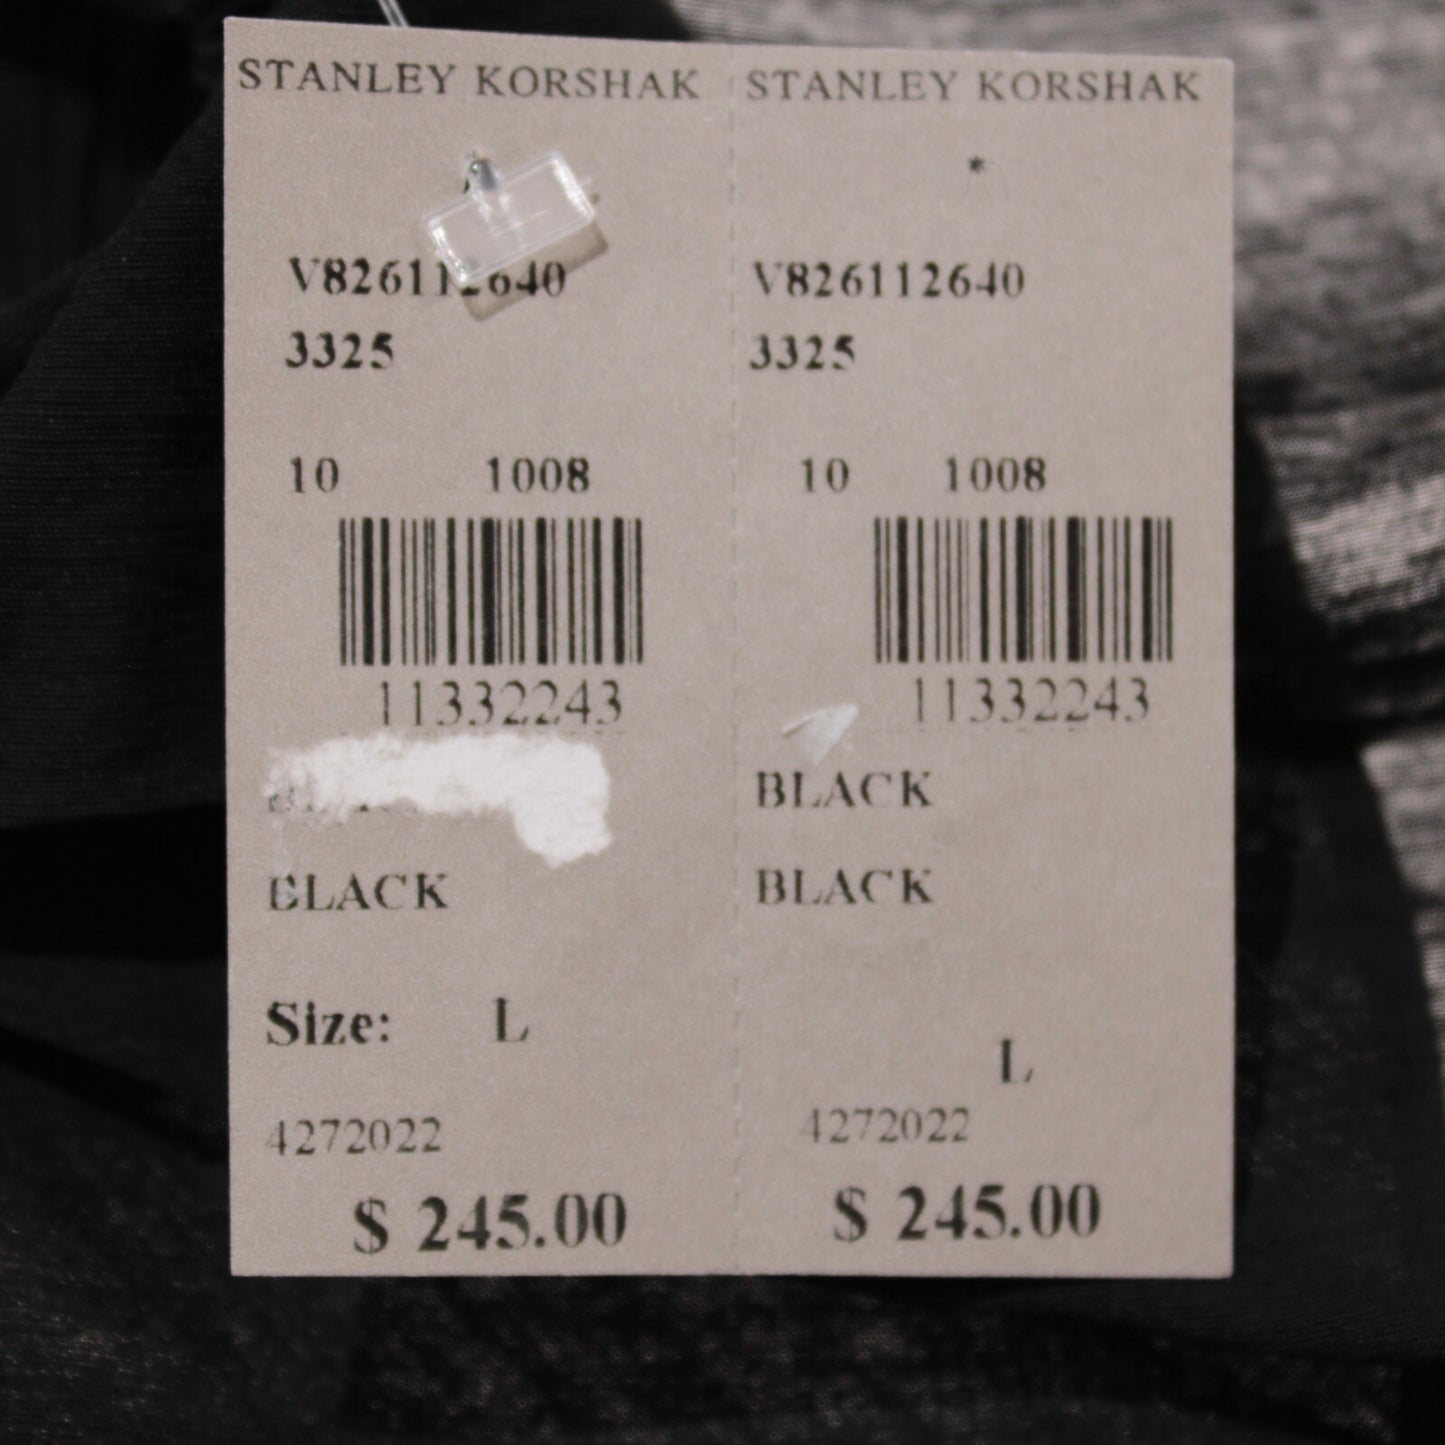 STANLEY KORSHAK
V826112640
3325
10 1008
11332243
BLACK
Size: L
4272022
$ 245.00
STANLEY KORSHAK
*
V826112640
3325
10 1008
11332243
BLACK
BLACK
L
4272022
$ 245.00